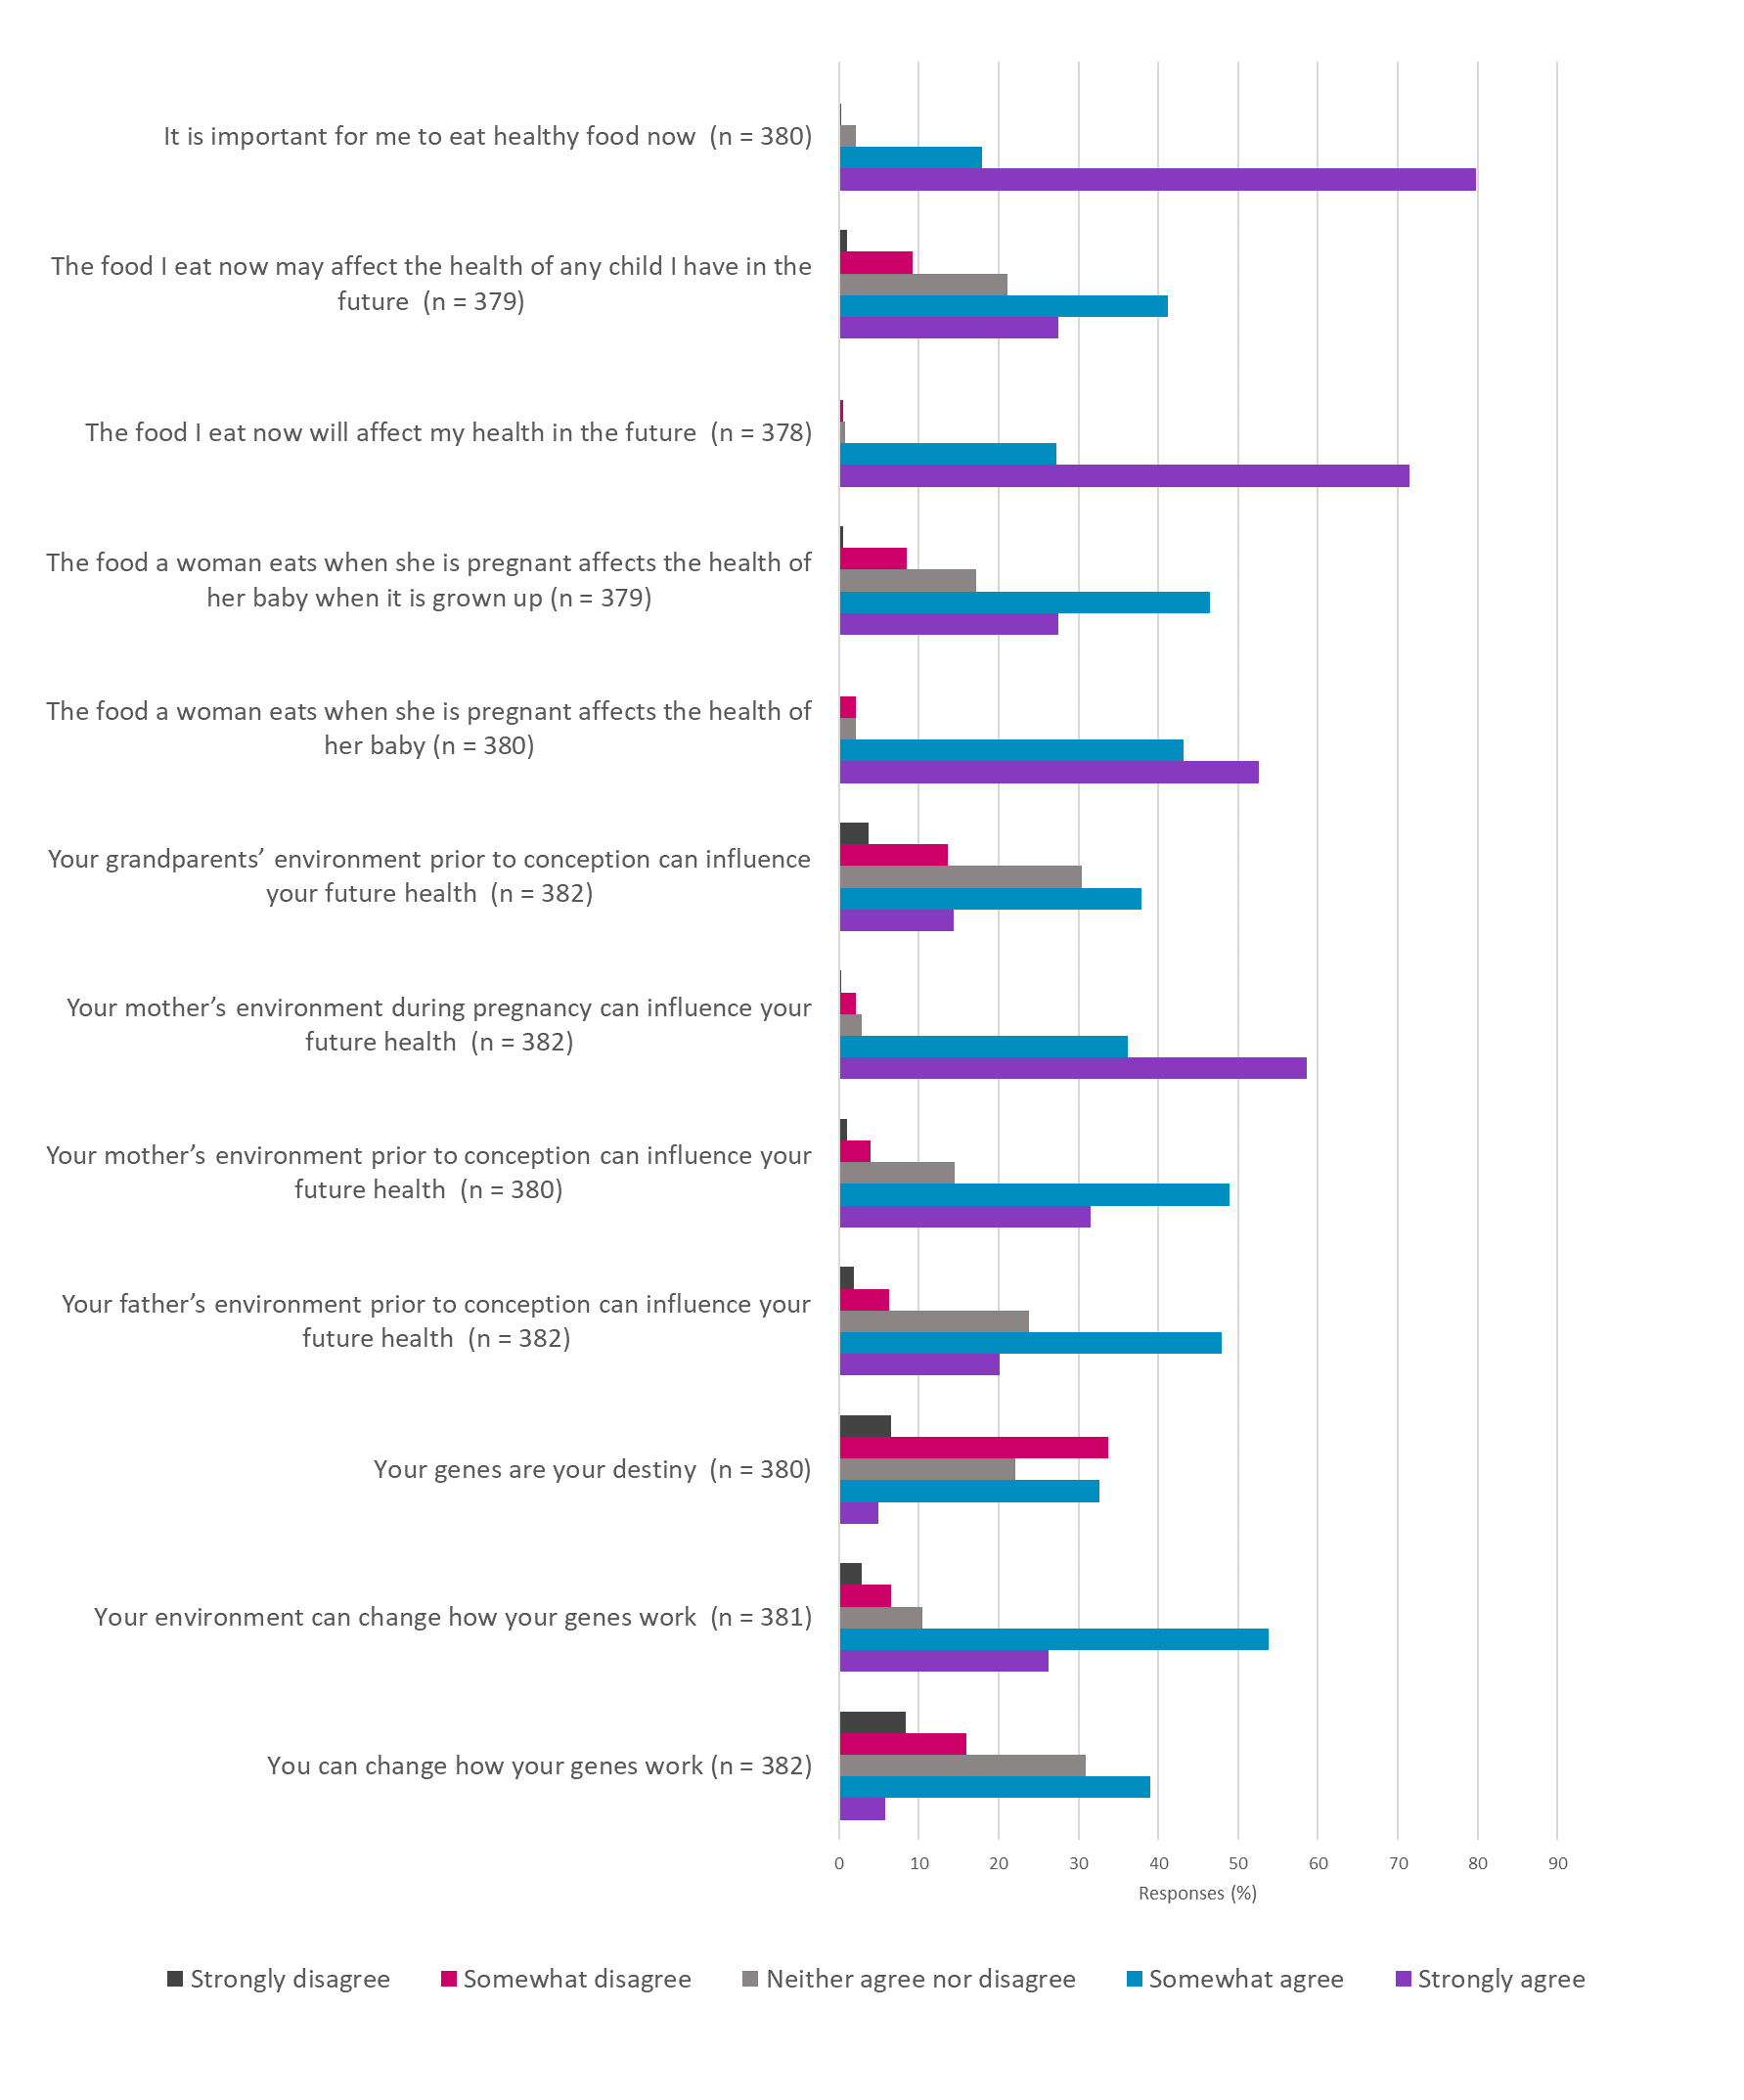 It is important for me to eat healthy food now  (n = 380)
The food I eat now may affect the health of any child I have in the
future  (n = 379)
The food I eat now will affect my health in the future  (n = 378)
The food a woman eats when she is pregnant affects the health of
her baby when it is grown up (n = 379)
The food a woman eats when she is pregnant affects the health of
her baby (n = 380)
Your grandparents’ environment prior to conception can influence
your future health  (n = 382)
Your mother’s environment during pregnancy can influence your
future health  (n = 382)
Your mother’s environment prior to conception can influence your
future health  (n = 380)
Your father’s environment prior to conception can influence your
future health  (n = 382)
Your genes are your destiny  (n = 380)
Your environment can change how your genes work  (n = 381)
You can change how your genes work (n = 382)
0 10 20 30 40 50 60 70 80 90
Responses (%)
Strongly disagree Somewhat disagree Neither agree nor disagree Somewhat agree Strongly agree